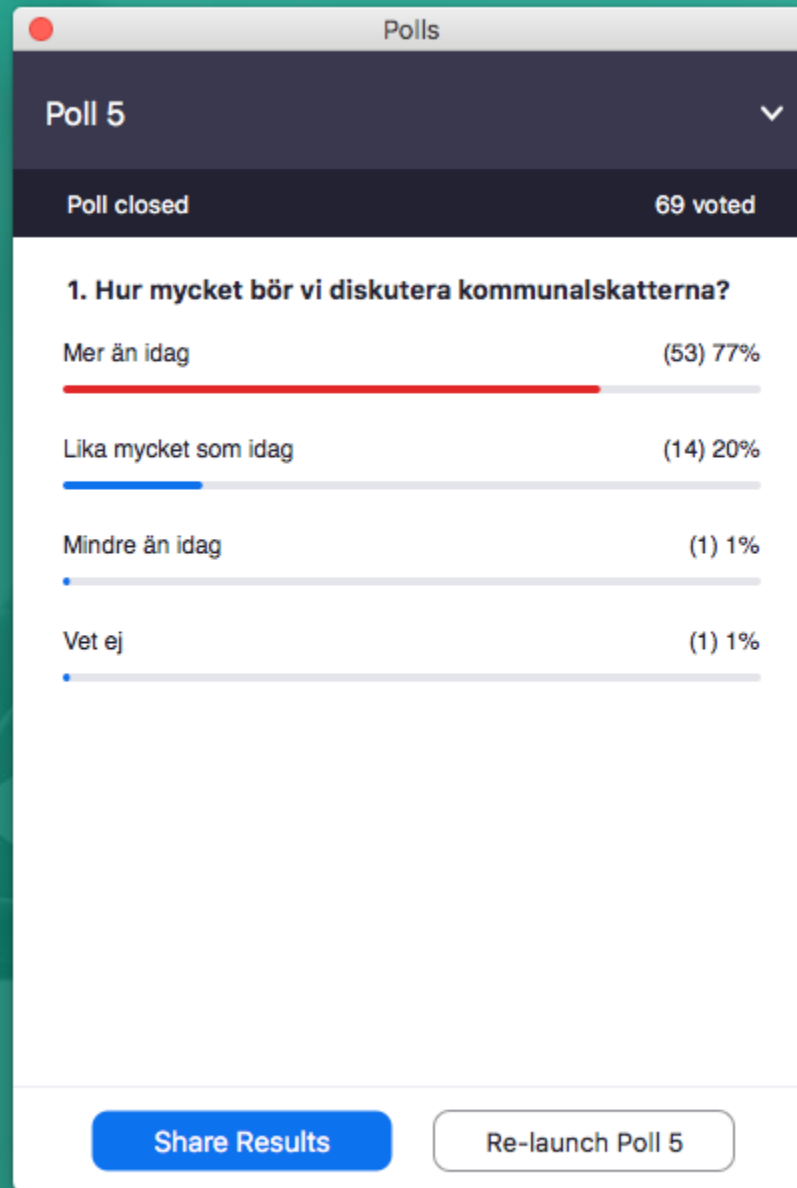 Polls
Poll 5
Poll closed 69 voted
1. Hur mycket bör vi diskutera kommunalskatterna?
Mer än idag (53) 77%
Lika mycket som idag (14) 20%
Mindre än idag (1) 1%
Vet ej (1) 1%
Share Results Re-launch Poll 5